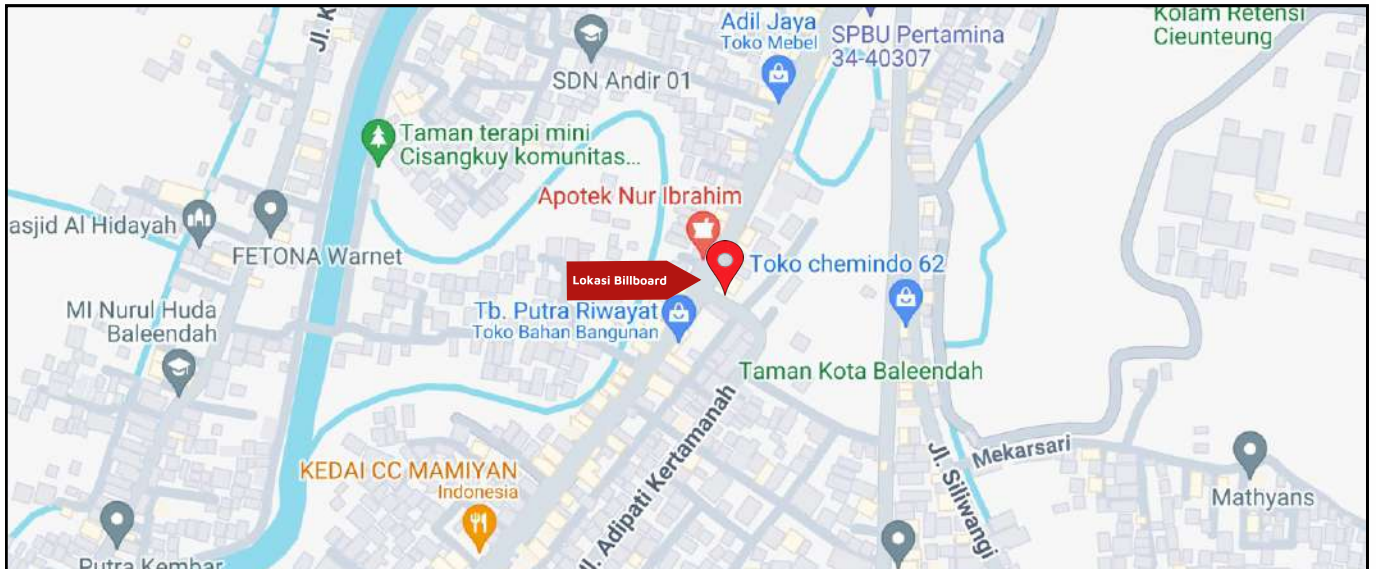 Jl. K
SDN Andir 01
Adil Jaya
Toko Mebel
SPBU Pertamina
34-40307
Kolam Retensi
Cieunteung
Taman terapi mini
Cisangkuy komunitas...
Apotek Nur Ibrahim
asjid Al Hidayah
FETONA Warnet
Lokasi Billboard
Toko chemindo 62
MI Nurul Huda
Baleendah
Tb. Putra Riwayat
Toko Bahan Bangunan
Taman Kota Baleendah
KEDAI CC MAMIYAN
Indonesia
Jl. Adipati Kertamanah
Jl. Siliwangi
Mekarsari
Mathyans
Putra Kembar